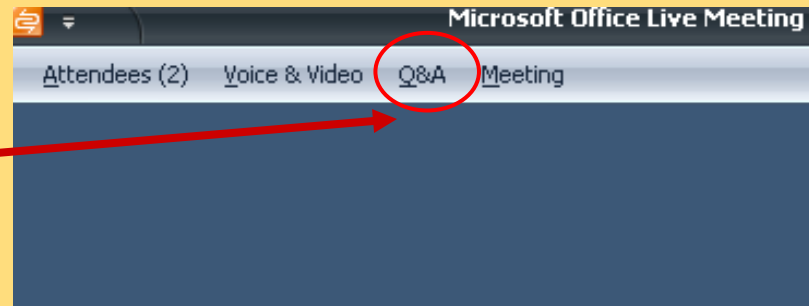 Microsoft Office Live Meeting
Attendees (2) Voice & Video Q&A Meeting